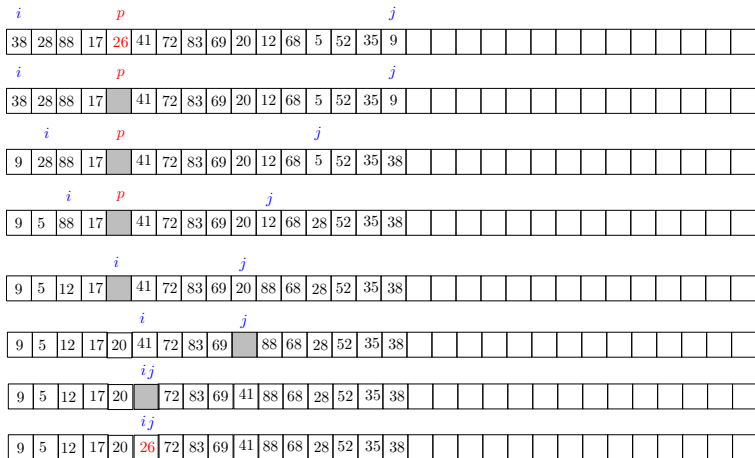 i p j
38 28 88 17 26 41 72 83 69 20 12 68 5 52 35 9
i p j
38 28 88 17 41 72 83 69 20 12 68 5 52 35 9
i p j
9 28 88 17 41 72 83 69 20 12 68 5 52 35 38
i p j
9 5 88 17 41 72 83 69 20 12 68 28 52 35 38
i j
9 5 12 17 41 72 83 69 20 88 68 28 52 35 38
i j
9 5 12 17 20 41 72 83 69 88 68 28 52 35 38
i j
9 5 12 17 20 72 83 69 41 88 68 28 52 35 38
i j
9 5 12 17 20 26 72 83 69 41 88 68 28 52 35 38